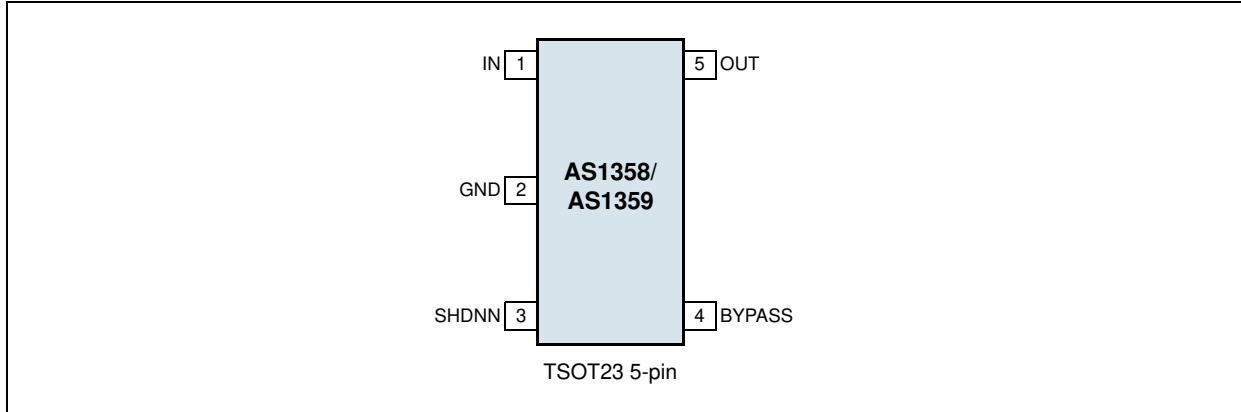 IN 1
5 OUT
AS1358/
AS1359
GND 2
SHDNN 3
4 BYPASS
TSOT23 5-pin